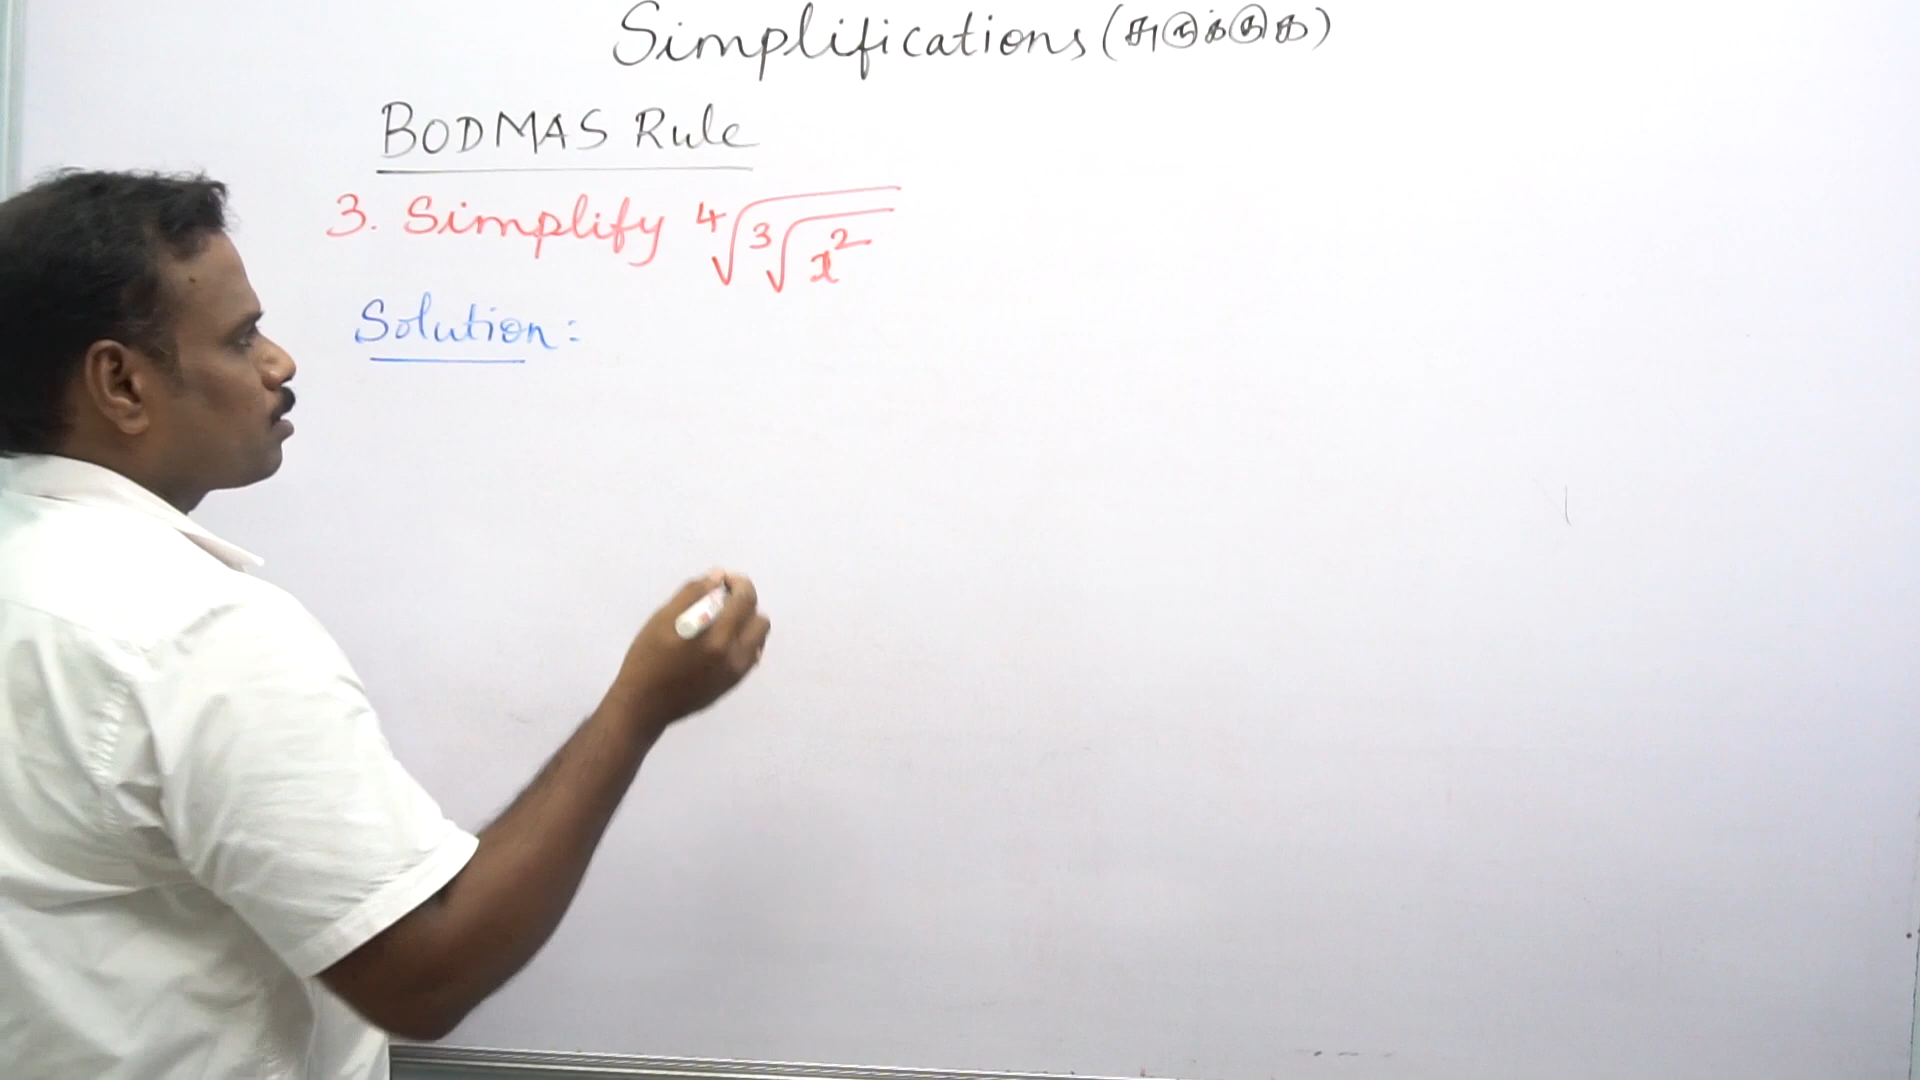 Simplifications (சுருக்குக)
BODMAS Rule
3. Simplify ⁴√³√x²
Solution: